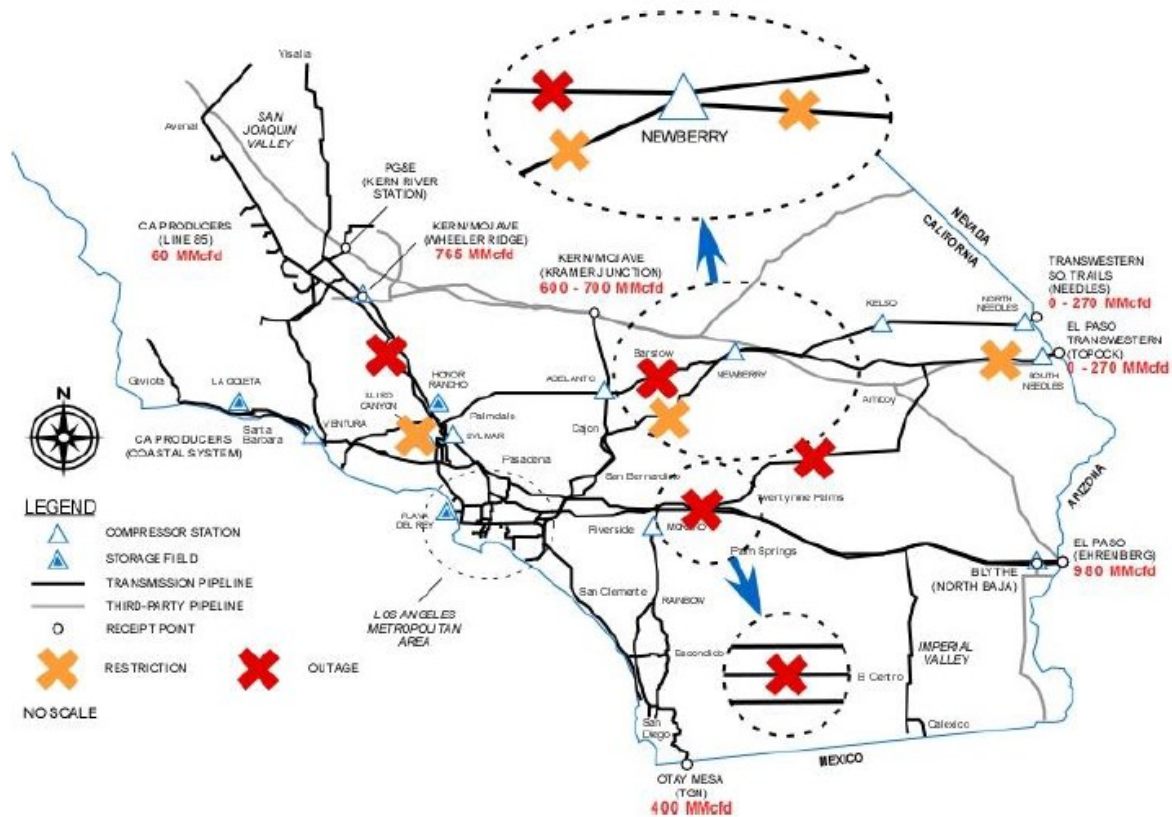 Visalia
Avenal
SAN
JOAQUIN
VALLEY
PG&E
(KERN RIVER
STATION)
CA PRODUCERS
(LINE 85)
60 MMcfd
KERN/MOJAVE
(WHEELER RIDGE)
765 MMcfd
KERN/MOJAVE
(KRAMER JUNCTION)
600 - 700 MMcfd
NEWBERRY
NEVADA
CALIFORNIA
TRANSWESTERN
SO. TRAILS
(NEEDLES)
0 - 270 MMcfd
EL PASO
TRANSWESTERN
(TOPOCK)
0 - 270 MMcfd
KELSO
NORTH
NEEDLES
SOUTH
NEEDLES
Barstow
NEWBERRY
ADELANTO
Amboy
HONOR
RANCHO
CANYON
Gaviota
LA GOLETA
Santa
Barbara
VENTURA
CA PRODUCERS
(COASTAL SYSTEM)
Palmdale
SYLMAR
Cajon
Pasadena
San Bernardino
Twentynine Palms
PLAYA
DEL REY
Riverside
MORENO
Palm Springs
ARIZONA
EL PASO
(EHRENBERG)
980 MMcfd
BLYTHE
(NORTH BAJA)
San Clemente
RAINBOW
LOS ANGELES
METROPOLITAN
AREA
Escondido
El Centro
IMPERIAL
VALLEY
San
Diego
Calexico
MEXICO
OTAY MESA
(TGN)
400 MMcfd
N
LEGEND
COMPRESSOR STATION
STORAGE FIELD
TRANSMISSION PIPELINE
THIRD-PARTY PIPELINE
RECEIPT POINT
RESTRICTION
OUTAGE
NO SCALE